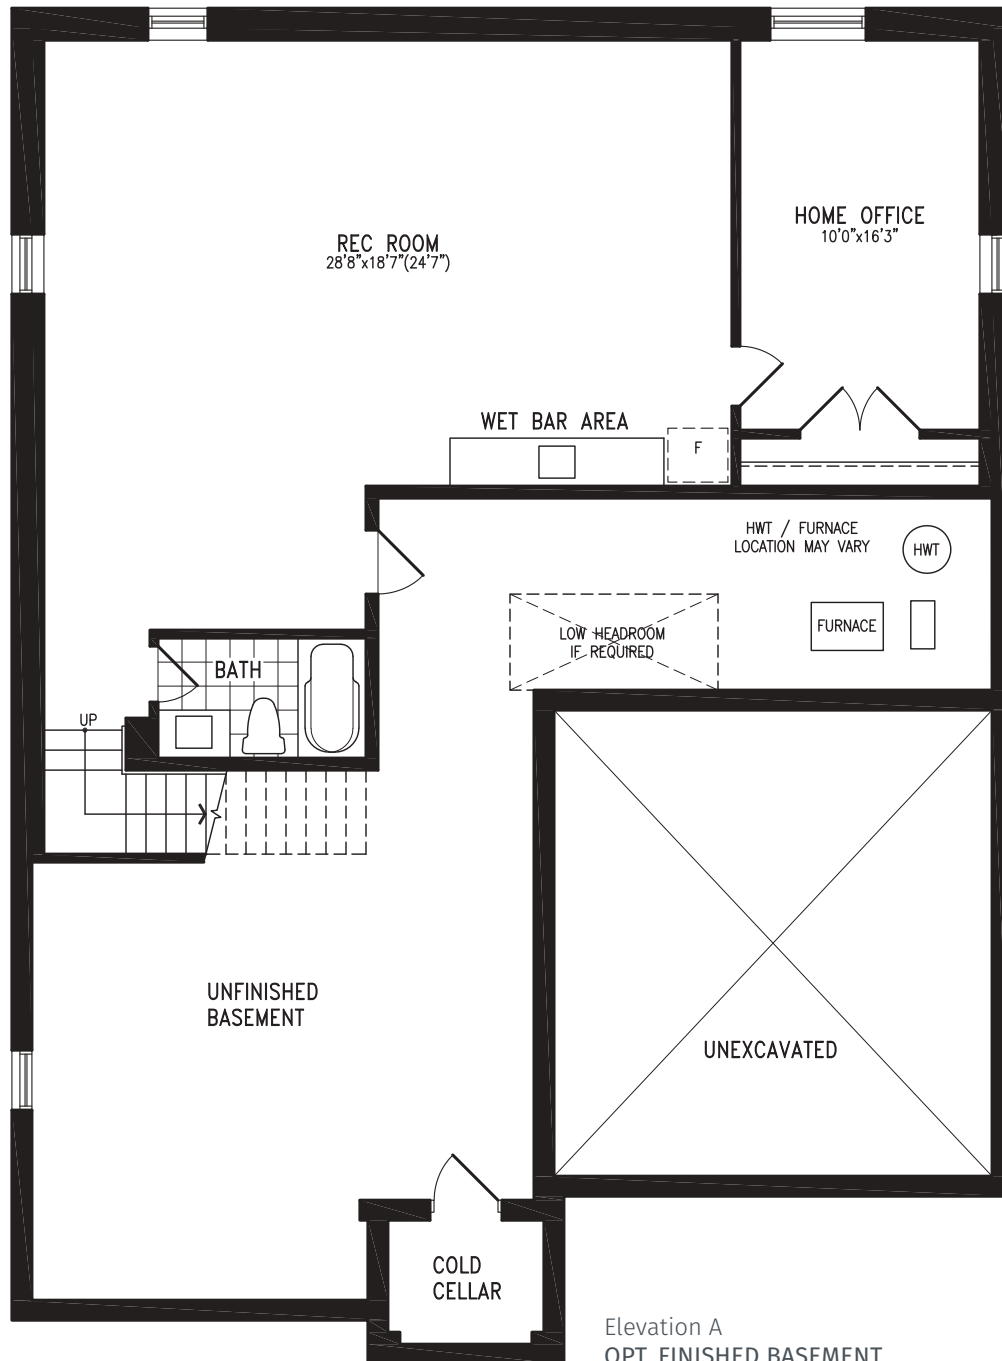 HOME OFFICE
10'0"x16'3"
REC ROOM
28'8"x18'7"(24'7")
WET BAR AREA
F
HWT / FURNACE
LOCATION MAY VARY
HWT
FURNACE
LOW HEADROOM
IF REQUIRED
BATH
UP
UNFINISHED
BASEMENT
UNEXCAVATED
COLD
CELLAR
Elevation A
OPT. FINISHED BASEMENT